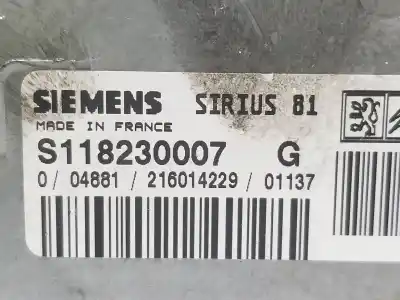 SIEMENS SIRIUS 81
MADE IN FRANCE
S118230007 G
0/ 04881 / 216014229 / 01137